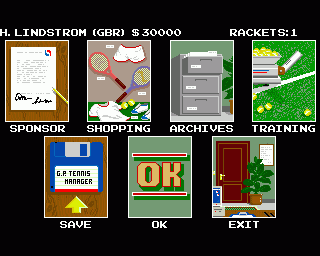 H. LINDSTROM (GBR) $30000 RACKETS:1
SPONSOR SHOPPING ARCHIVES TRAINING
G.P. TENNIS
MANAGER
OK
SAVE OK EXIT